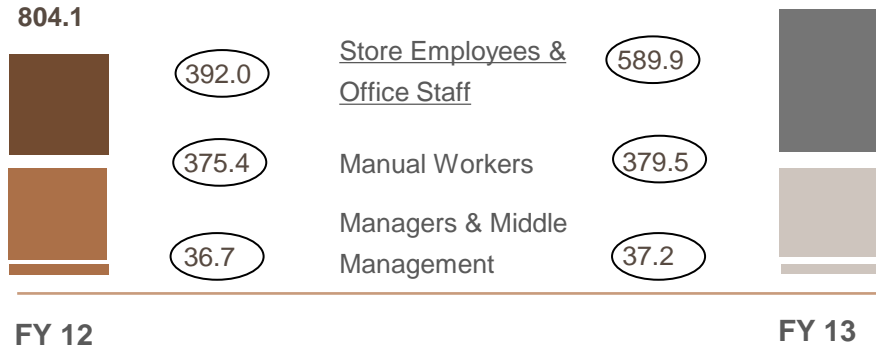 804.1
392.0
Store Employees &
Office Staff
589.9
375.4
Manual Workers
379.5
36.7
Managers & Middle
Management
37.2
FY 12
FY 13